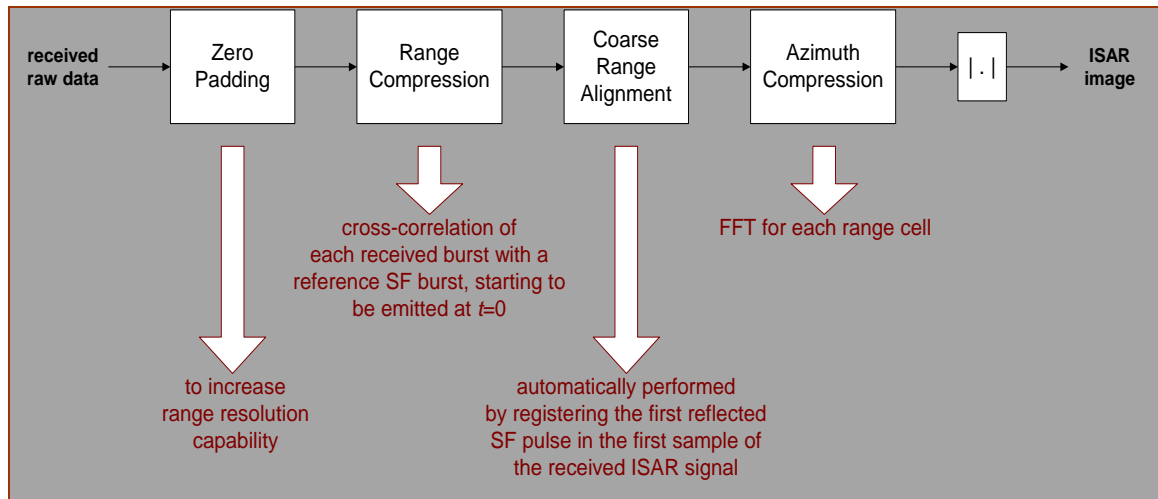 received
raw data
Zero
Padding
Range
Compression
Coarse
Range
Alignment
Azimuth
Compression
| . |
ISAR
image
cross-correlation of
each received burst with a
reference SF burst, starting to
be emitted at t=0
FFT for each range cell
to increase
range resolution
capability
automatically performed
by registering the first reflected
SF pulse in the first sample of
the received ISAR signal